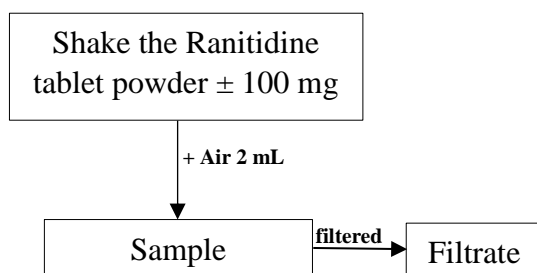 Shake the Ranitidine
tablet powder ± 100 mg
+ Air 2 mL
Sample
filtered
Filtrate